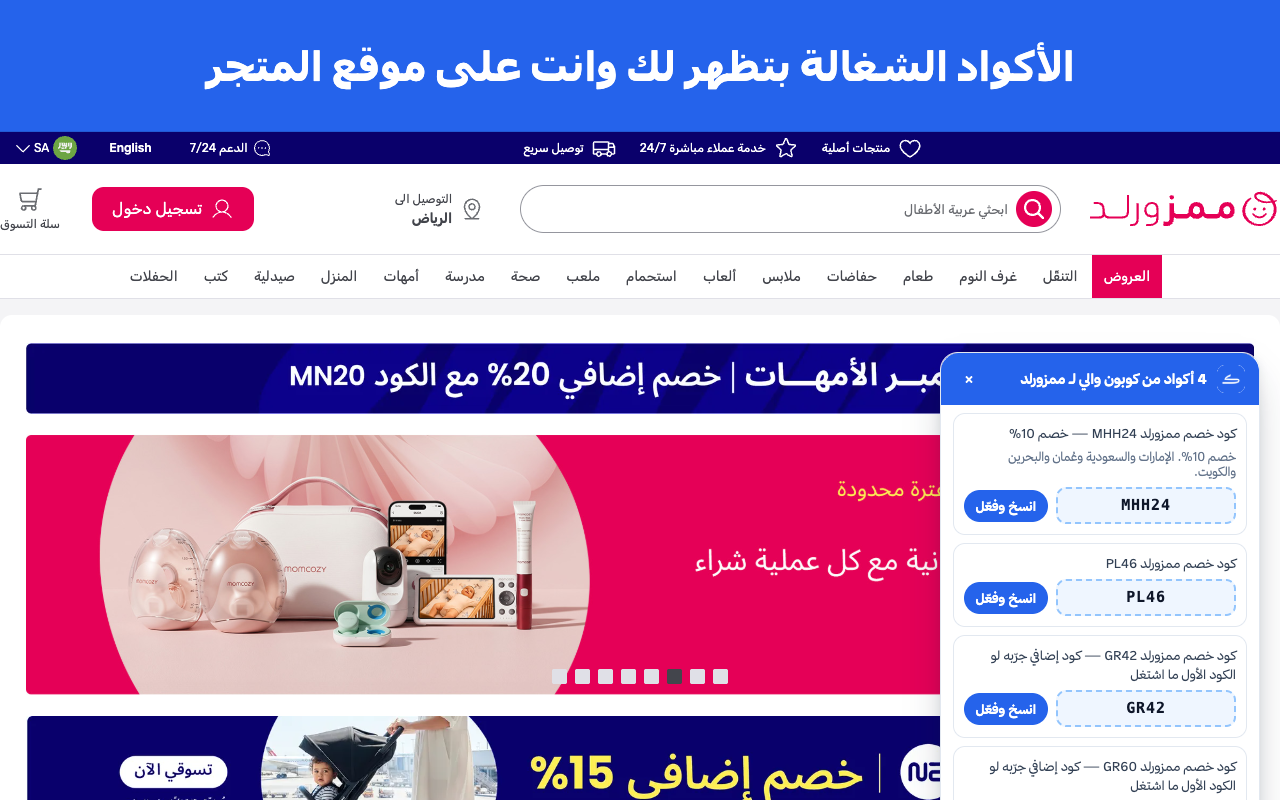 الأكواد الشغالة بتظهر لك وانت على موقع المتجر
منتجات أصلية
خدمة عملاء مباشرة 24/7
توصيل سريع
الدعم 7/24
English
SA
ممزورلد
ابحثي عربية الأطفال
التوصيل الى
الرياض
تسجيل دخول
سلة التسوق
العروض
التنقّل
غرف النوم
طعام
حفاضات
ملابس
ألعاب
استحمام
ملعب
صحة
مدرسة
أمهات
المنزل
صيدلية
كتب
الحفلات
الأمهـــات | خصم إضافي 20% مع الكود MN20
محدودة
مع كل عملية شراء
momcozy
momcozy
momcozy
خصم إضافي 15%
تسوقي الآن
4 أكواد من كوبون والي لـ ممزورلد
×
كود خصم ممزورلد MHH24 — خصم 10%
خصم 10%. الإمارات والسعودية وعُمان والبحرين
والكويت.
MHH24
انسخ وفعّل
كود خصم ممزورلد PL46
PL46
انسخ وفعّل
كود خصم ممزورلد GR42 — كود إضافي جرّبه لو
الكود الأول ما اشتغل
GR42
انسخ وفعّل
كود خصم ممزورلد GR60 — كود إضافي جرّبه لو
الكود الأول ما اشتغل